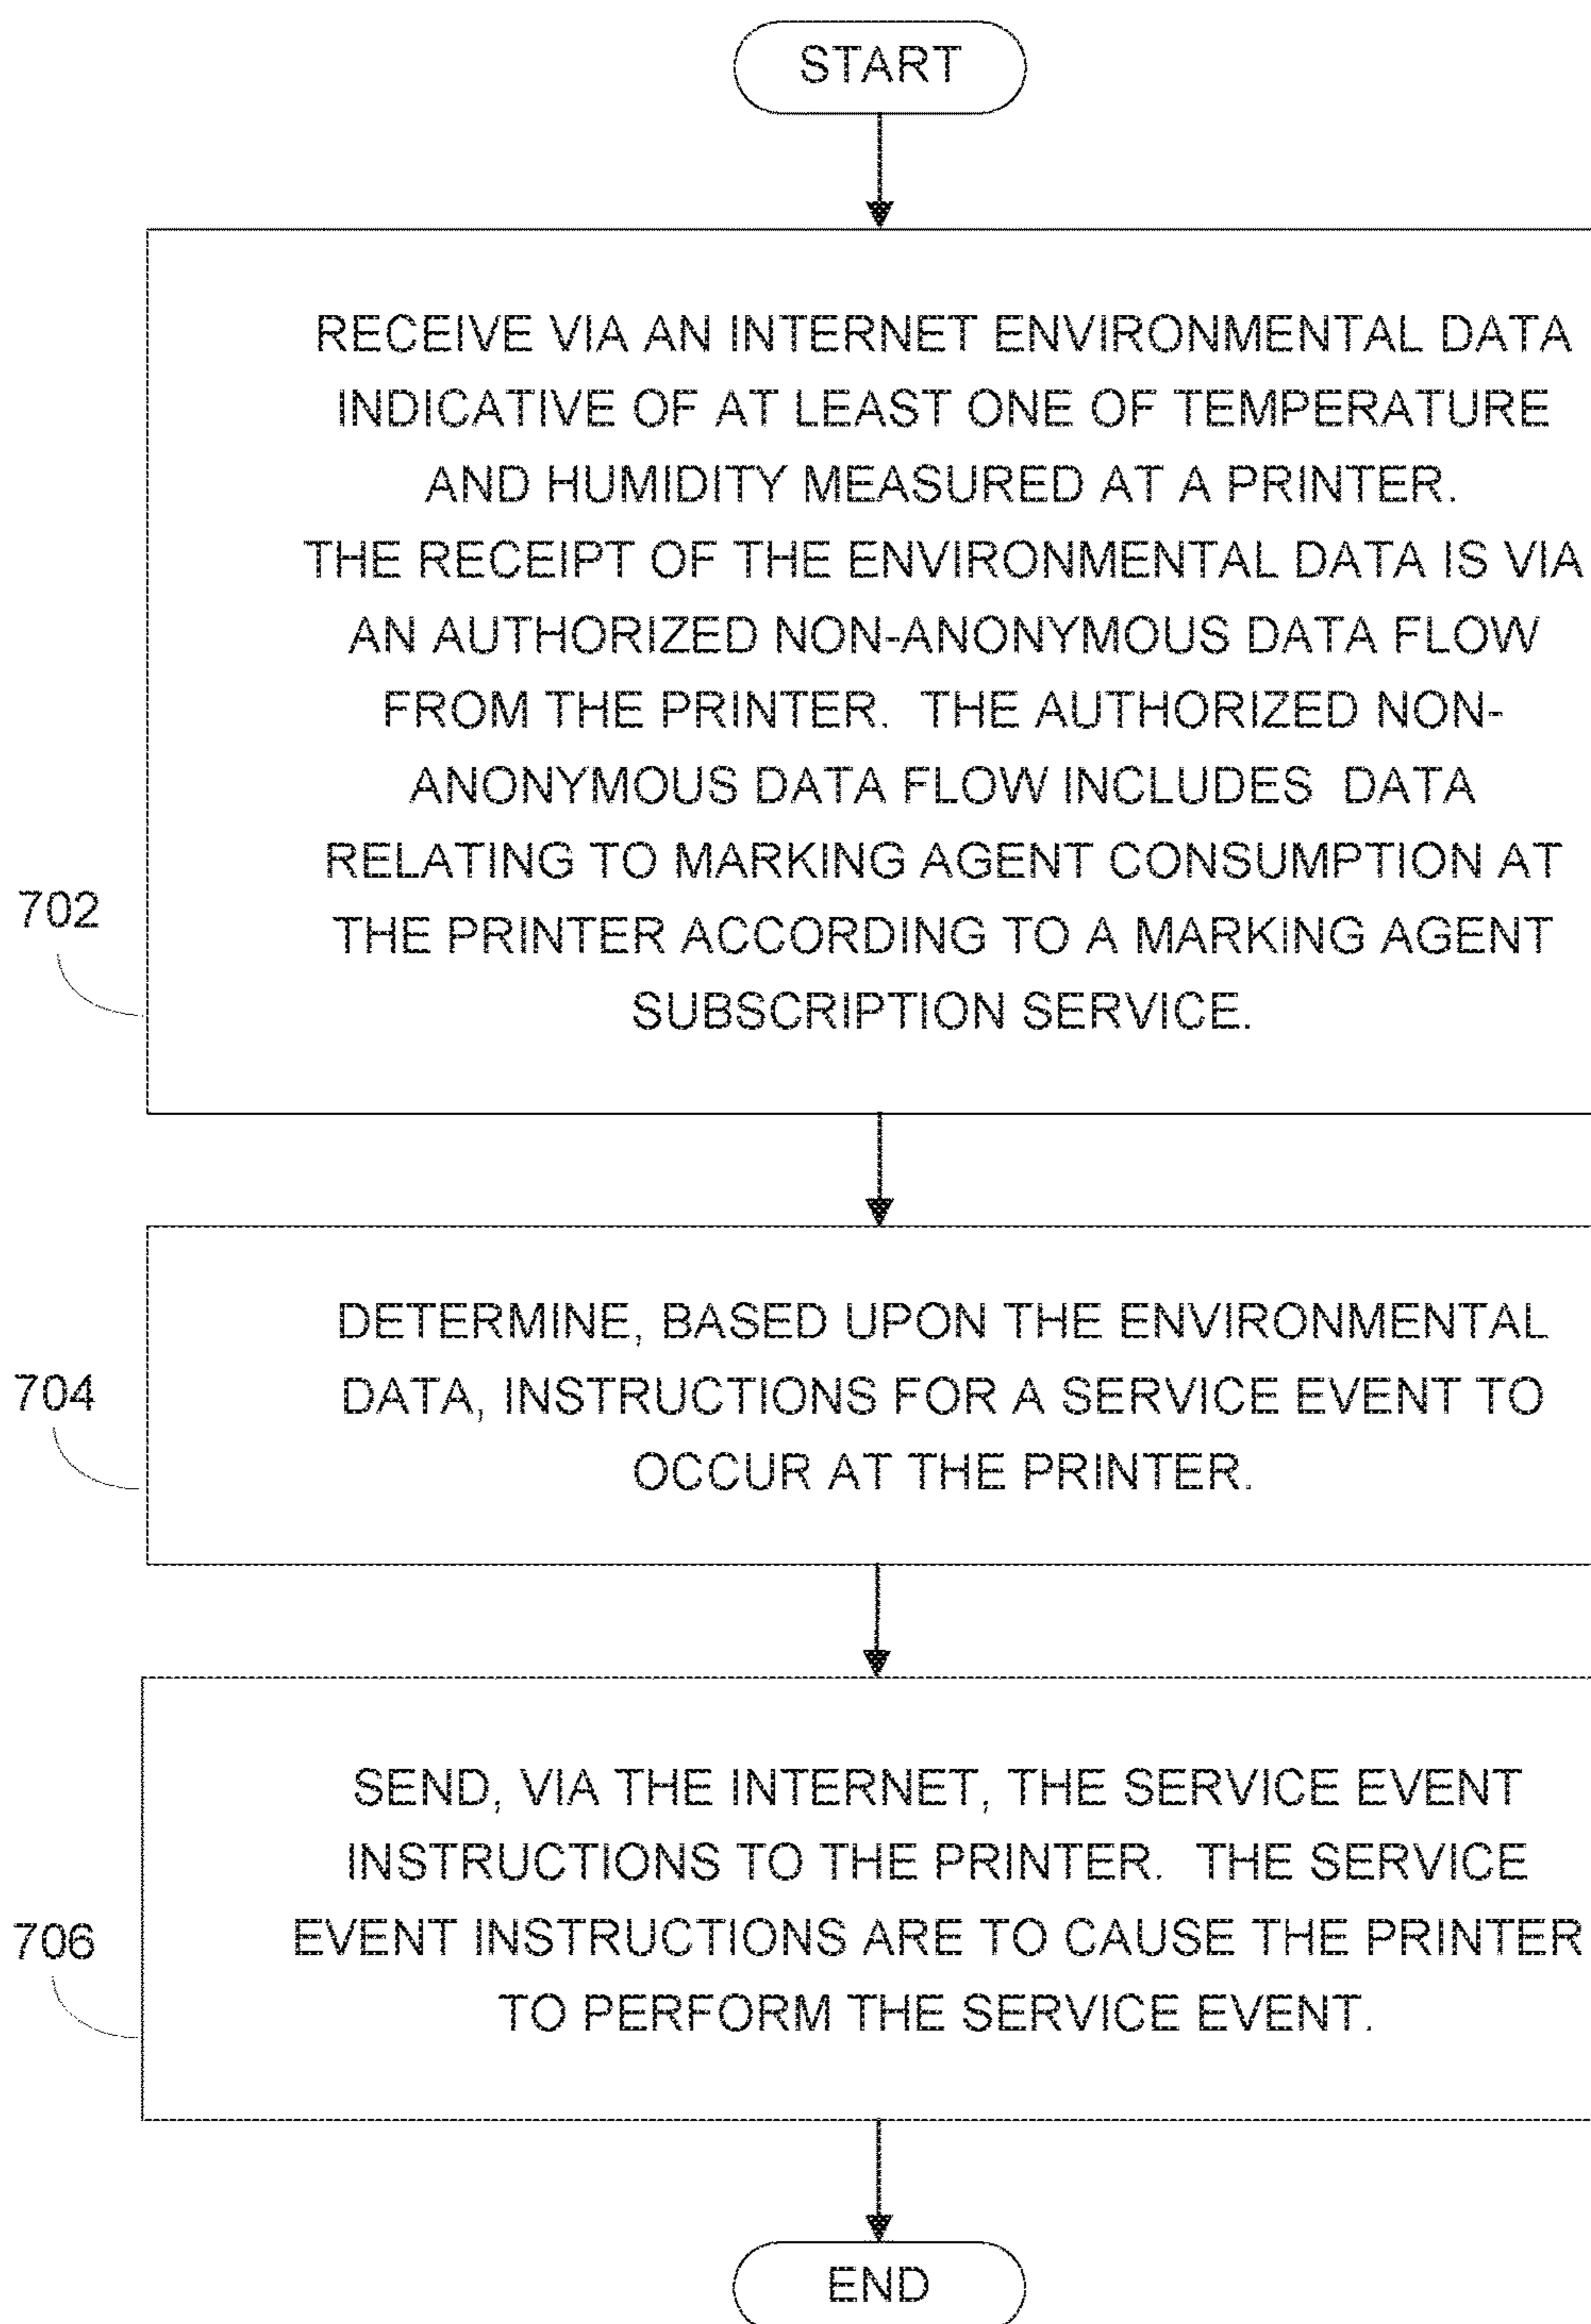 START
RECEIVE VIA AN INTERNET ENVIRONMENTAL DATA
INDICATIVE OF AT LEAST ONE OF TEMPERATURE
AND HUMIDITY MEASURED AT A PRINTER.
THE RECEIPT OF THE ENVIRONMENTAL DATA IS VIA
AN AUTHORIZED NON-ANONYMOUS DATA FLOW
FROM THE PRINTER. THE AUTHORIZED NON-
ANONYMOUS DATA FLOW INCLUDES DATA
RELATING TO MARKING AGENT CONSUMPTION AT
THE PRINTER ACCORDING TO A MARKING AGENT
SUBSCRIPTION SERVICE.
702
DETERMINE, BASED UPON THE ENVIRONMENTAL
DATA, INSTRUCTIONS FOR A SERVICE EVENT TO
OCCUR AT THE PRINTER.
704
SEND, VIA THE INTERNET, THE SERVICE EVENT
INSTRUCTIONS TO THE PRINTER. THE SERVICE
EVENT INSTRUCTIONS ARE TO CAUSE THE PRINTER
TO PERFORM THE SERVICE EVENT.
706
END